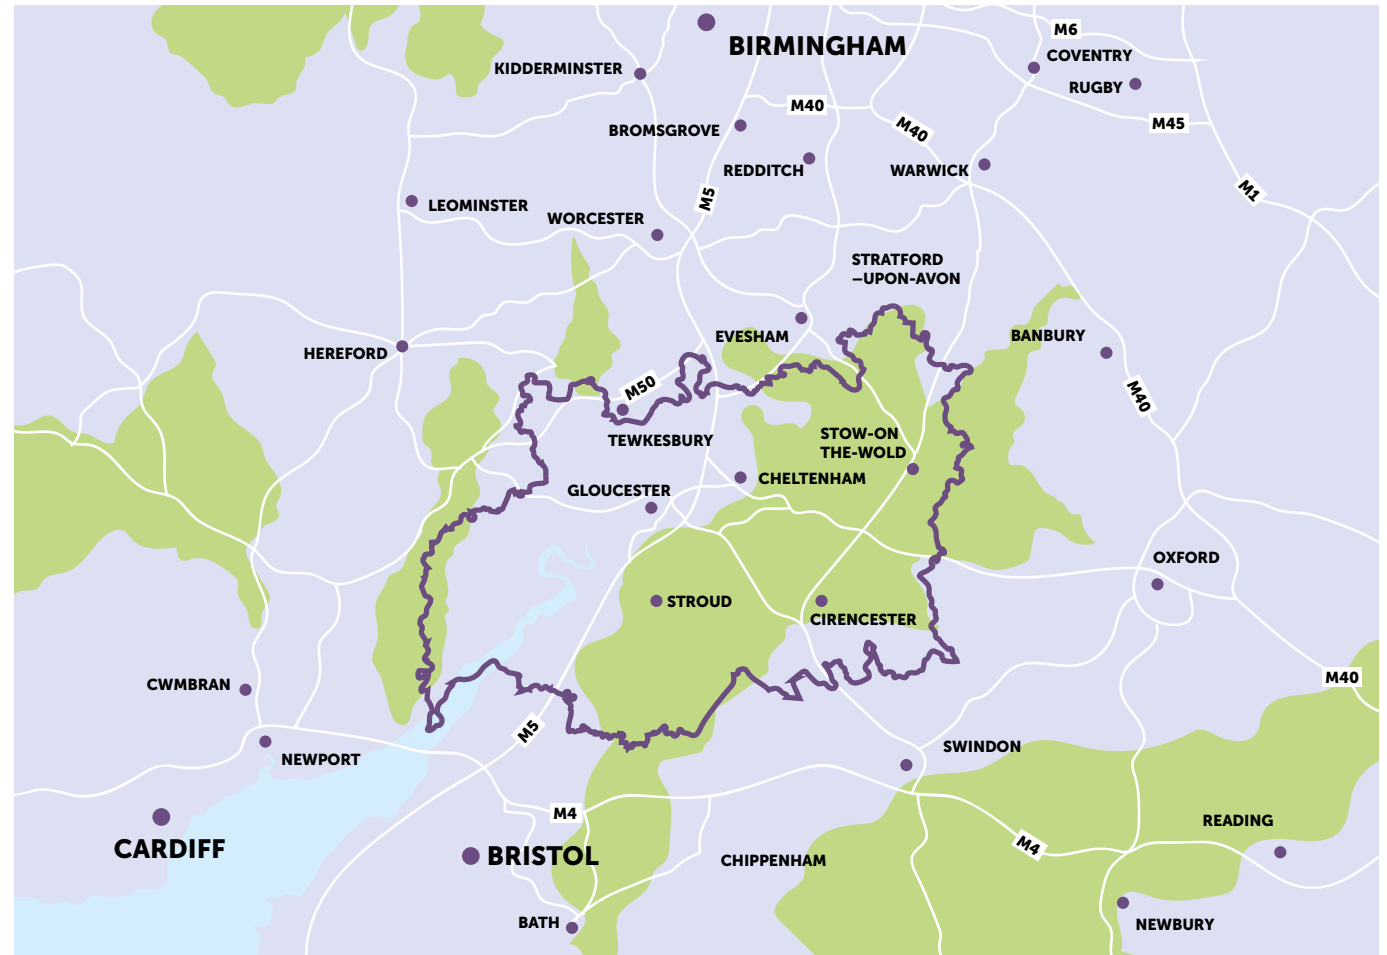 M6
BIRMINGHAM
COVENTRY
KIDDERMINSTER
RUGBY
M40
M45
M40
BROMSGROVE
REDDITCH
WARWICK
M1
M5
LEOMINSTER
WORCESTER
STRATFORD
–UPON-AVON
EVESHAM
BANBURY
HEREFORD
M50
M40
TEWKESBURY
STOW-ON
THE-WOLD
CHELTENHAM
GLOUCESTER
OXFORD
STROUD
CIRENCESTER
M40
CWMBRAN
M5
SWINDON
NEWPORT
M4
READING
CARDIFF
M4
BRISTOL
CHIPPENHAM
BATH
NEWBURY